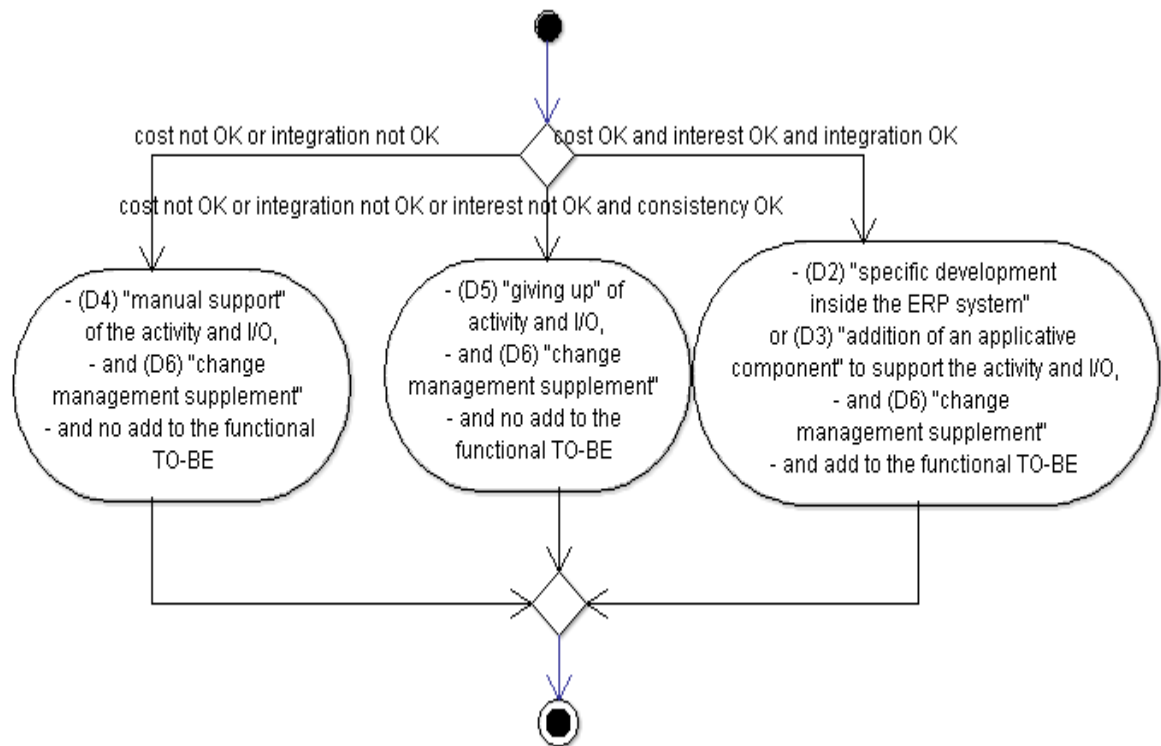 cost not OK or integration not OK
cost OK and interest OK and integration OK
cost not OK or integration not OK or interest not OK and consistency OK
- (D4) "manual support"
of the activity and I/O,
- and (D6) "change
management supplement"
- and no add to the functional
TO-BE
- (D5) "giving up" of
activity and I/O,
- and (D6) "change
management supplement"
- and no add to the
functional TO-BE
- (D2) "specific development
inside the ERP system"
or (D3) "addition of an applicative
component" to support the activity and I/O,
- and (D6) "change
management supplement"
- and add to the functional TO-BE